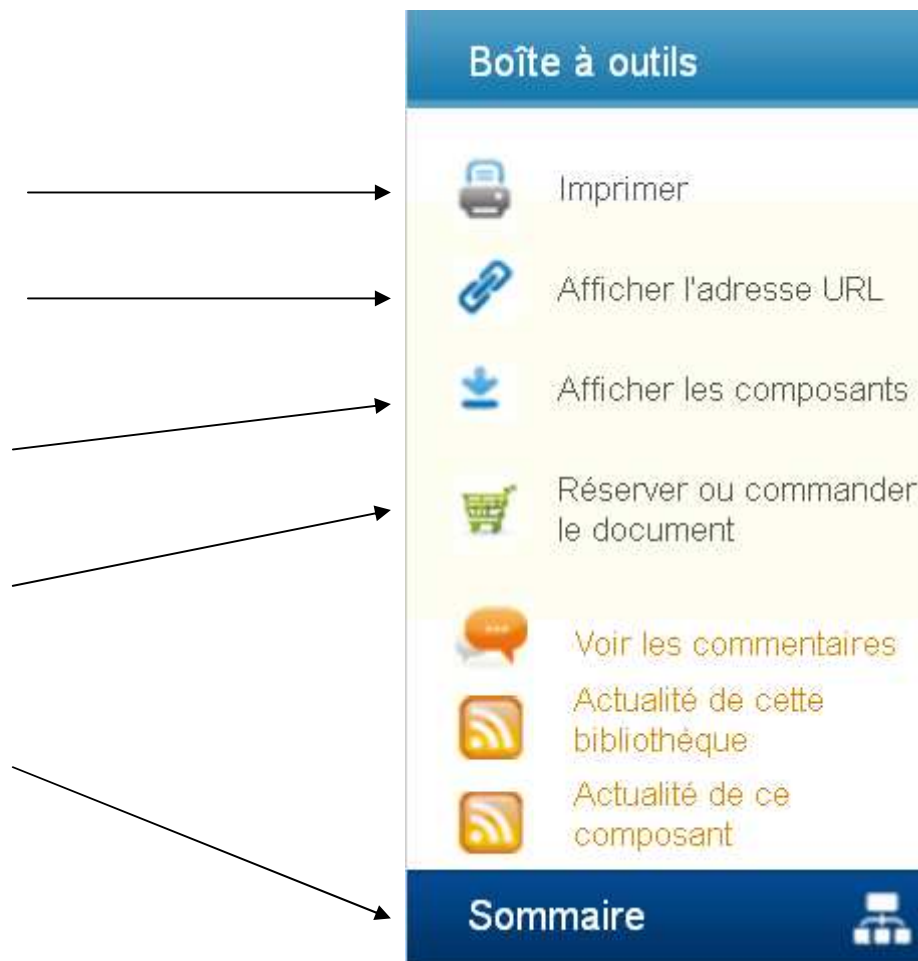 Boîte à outils
Imprimer
Afficher l'adresse URL
Afficher les composants
Réserver ou commander
le document
Voir les commentaires
Actualité de cette
bibliothèque
Actualité de ce
composant
Sommaire